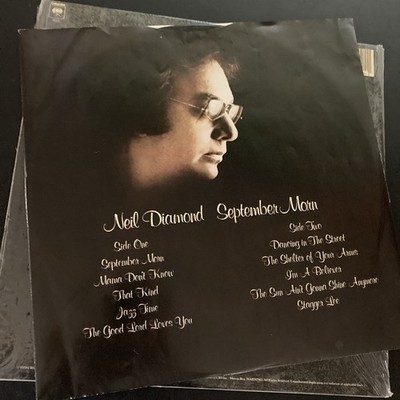 Neil Diamond September Morn
Side One
September Morn
Mama Don't Know
That Kind
Jazz Time
The Good Lord Loves You
Side Two
Dancing in The Street
The Shelter of Your Arms
I'm A Believer
The Sun Ain't Gonna Shine Anymore
Stagger Lee